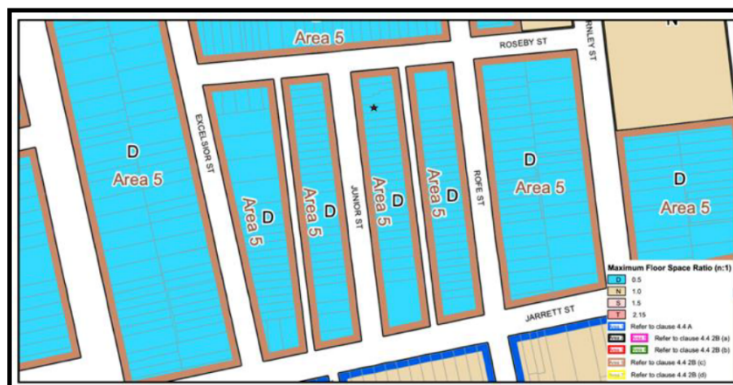 Area 5
N
RNLEY ST
ROSEBY ST
EXCELSIOR ST
D
Area 5
D
Area 5
D
Area 5
JUNIOR ST
D
Area 5
D
Area 5
ROFE ST
D
Area 5
D
Area 5
JARRETT ST
Maximum Floor Space Ratio (n:1)
D 0.5
N 1.0
S 1.5
T 2.15
Refer to clause 4.4 A
Refer to clause 4.4 2B (a)
Refer to clause 4.4 2B (b)
Refer to clause 4.4 2B (c)
Refer to clause 4.4 2B (d)